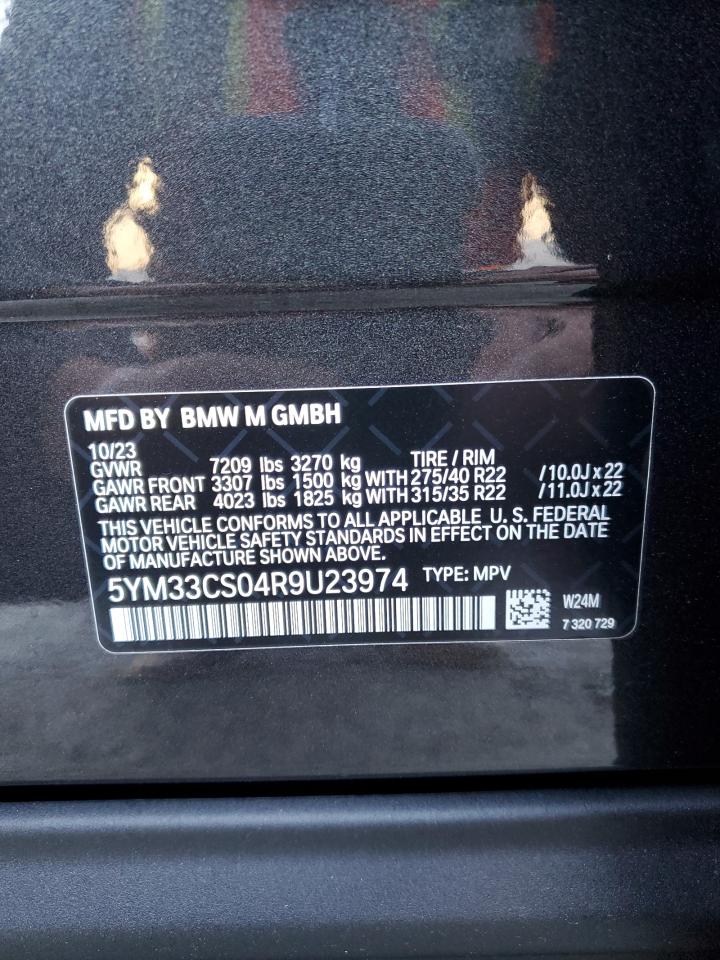 MFD BY BMW M GMBH
10/23
GVWR 7209 lbs 3270 kg TIRE / RIM
GAWR FRONT 3307 lbs 1500 kg WITH 275/40 R22 /10.0J x 22
GAWR REAR 4023 lbs 1825 kg WITH 315/35 R22 /11.0J x 22
THIS VEHICLE CONFORMS TO ALL APPLICABLE U. S. FEDERAL
MOTOR VEHICLE SAFETY STANDARDS IN EFFECT ON THE DATE
OF MANUFACTURE SHOWN ABOVE.
5YM33CS04R9U23974 TYPE: MPV
W24M
7 320 729